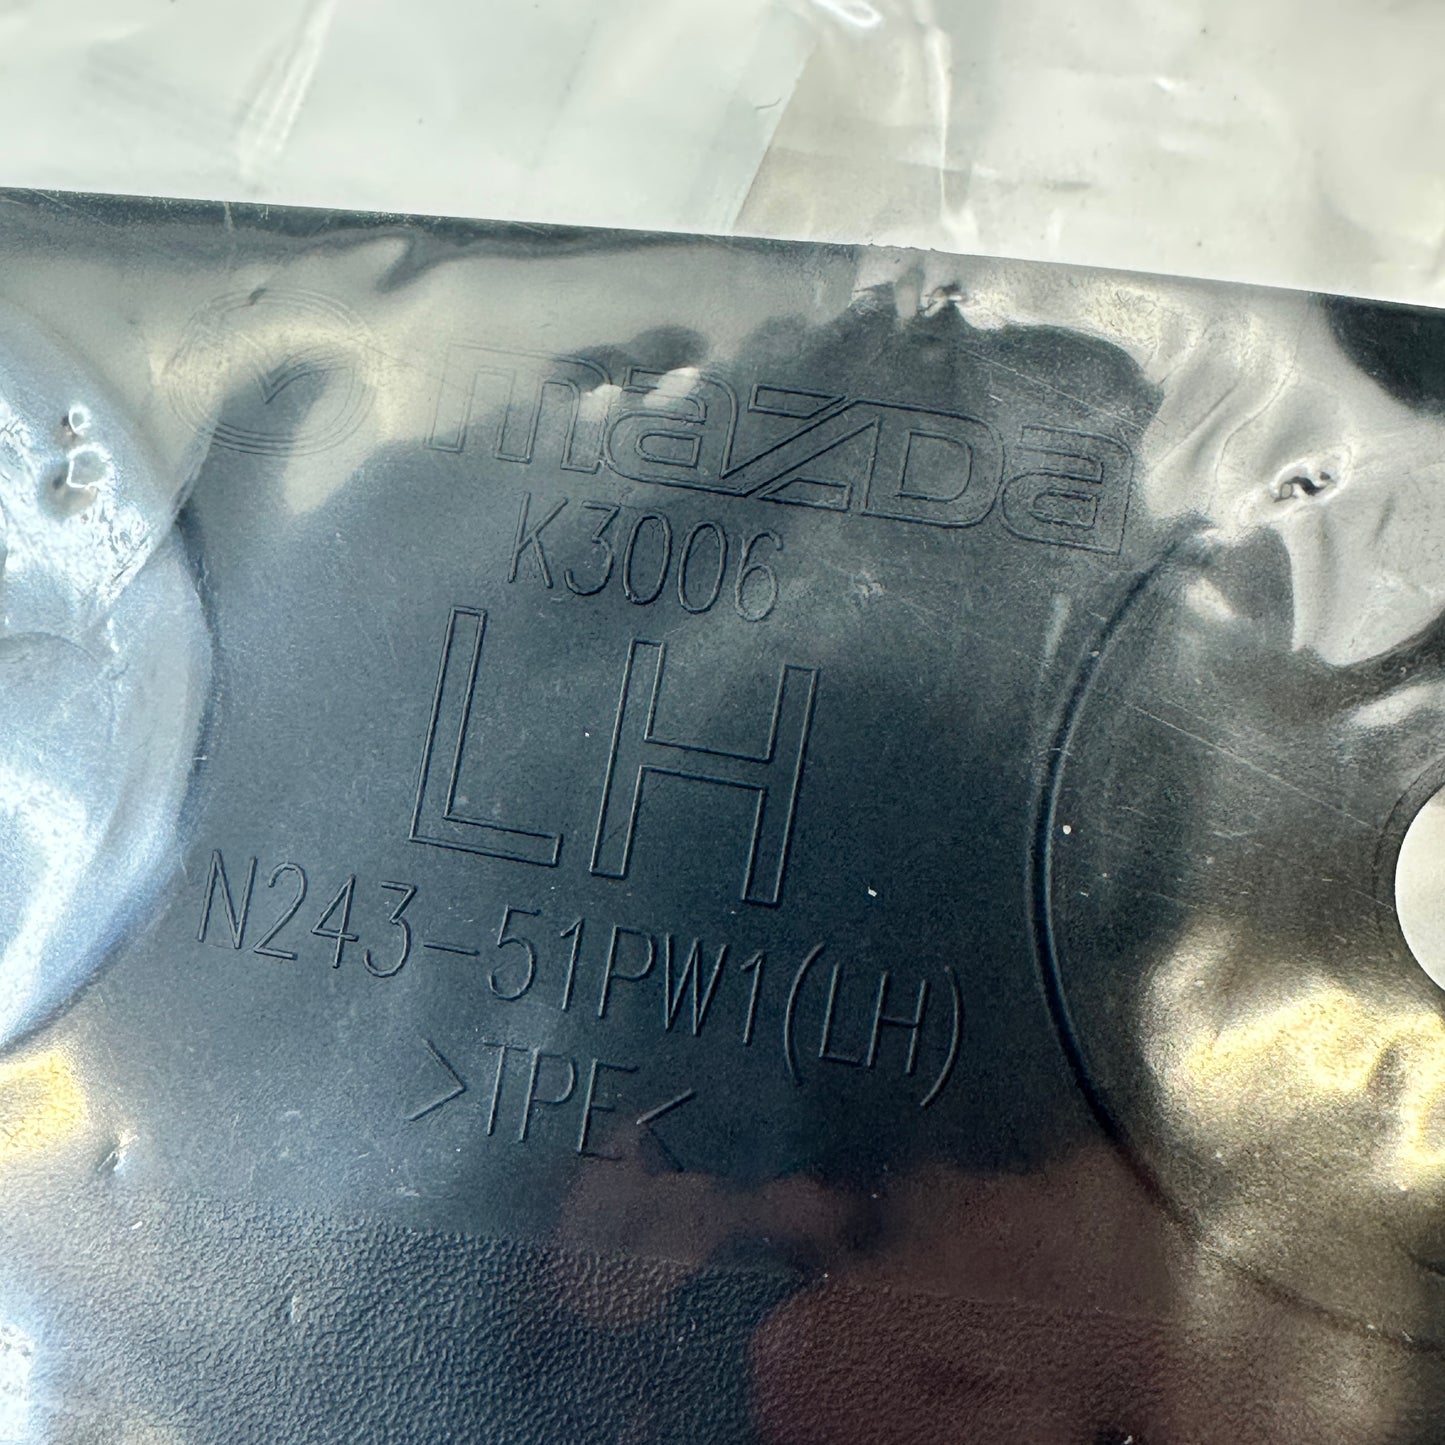 mazDa
K3006
LH
N243-51PW1(LH)
>TPE<